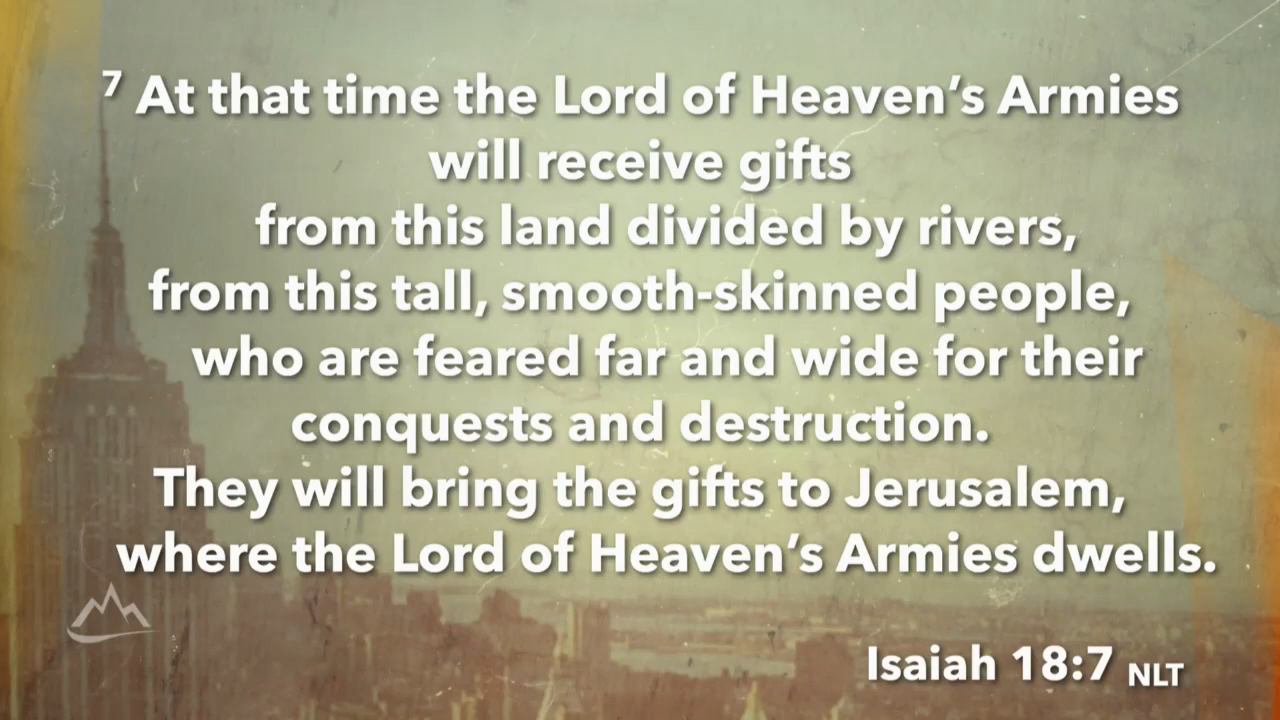 7 At that time the Lord of Heaven’s Armies
will receive gifts
from this land divided by rivers,
from this tall, smooth-skinned people,
who are feared far and wide for their
conquests and destruction.
They will bring the gifts to Jerusalem,
where the Lord of Heaven’s Armies dwells.
Isaiah 18:7 NLT